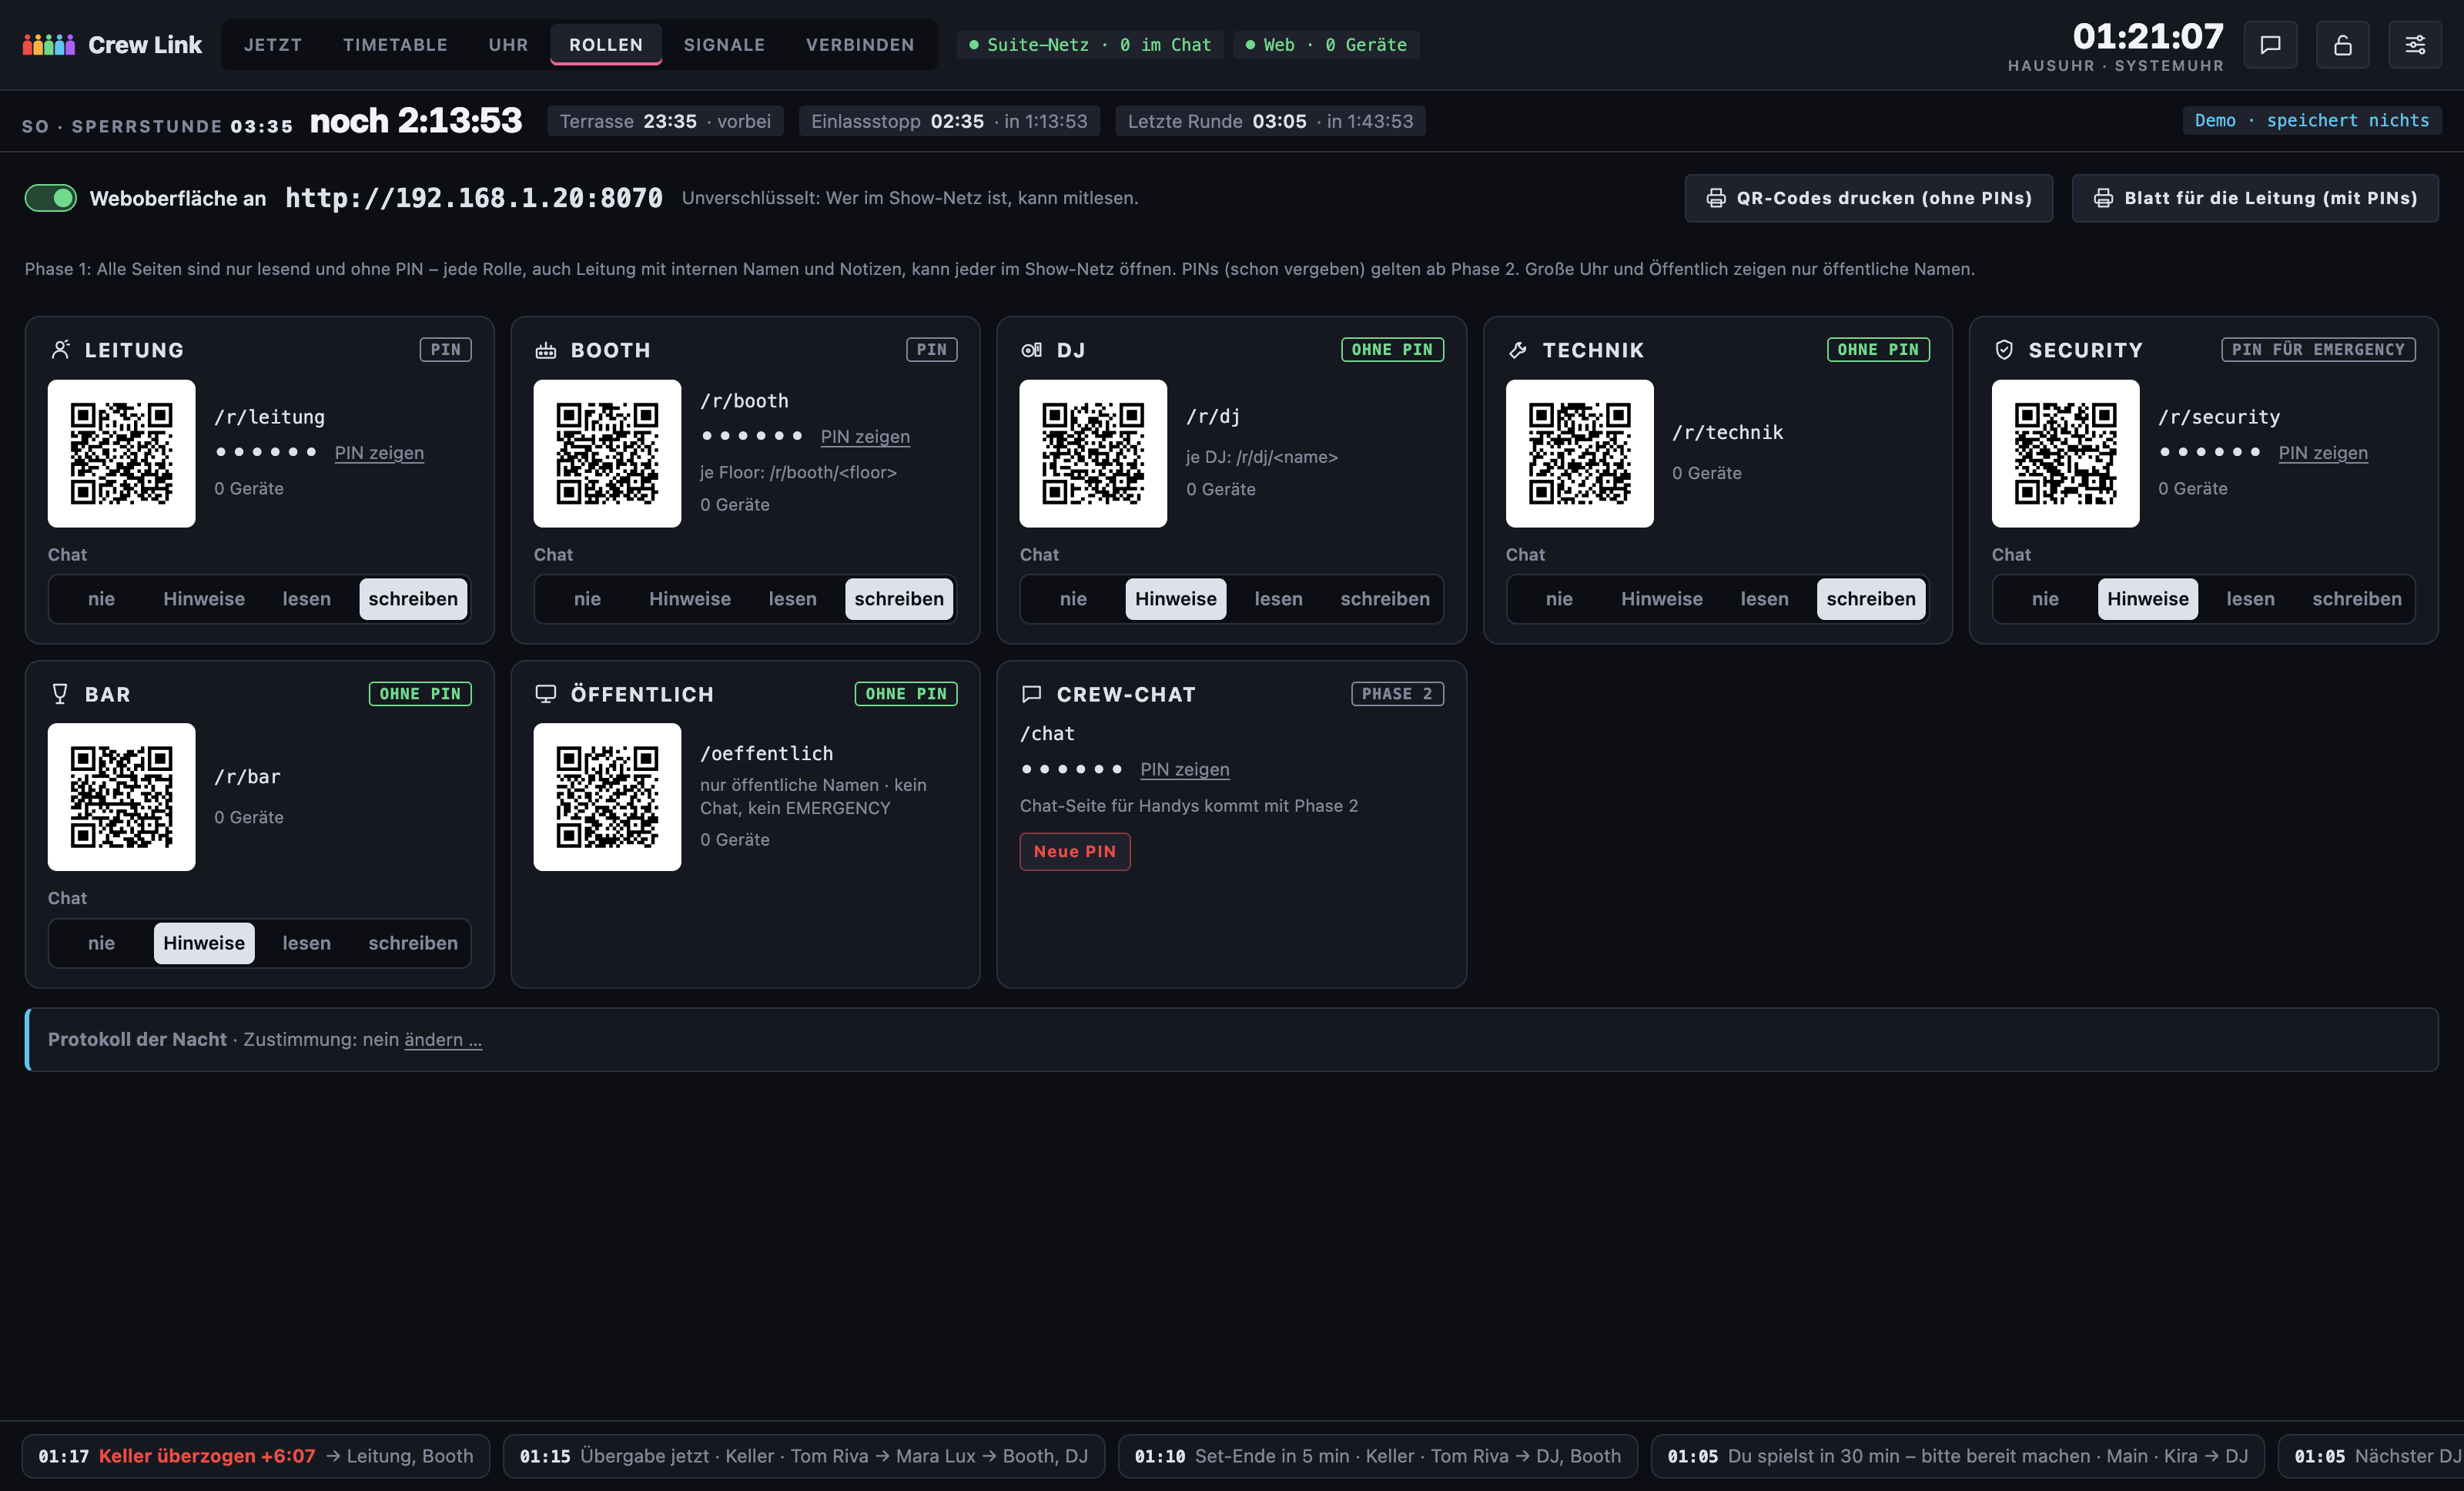 Crew Link
JETZT TIMETABLE UHR ROLLEN SIGNALE VERBINDEN
Suite-Netz · 0 im Chat
Web · 0 Geräte
01:21:07
HAUSUHR · SYSTEMUHR
SO · SPERRSTUNDE 03:35 noch 2:13:53
Terrasse 23:35 · vorbei
Einlassstopp 02:35 · in 1:13:53
Letzte Runde 03:05 · in 1:43:53
Demo · speichert nichts
Weboberfläche an http://192.168.1.20:8070 Unverschlüsselt: Wer im Show-Netz ist, kann mitlesen.
QR-Codes drucken (ohne PINs)
Blatt für die Leitung (mit PINs)
Phase 1: Alle Seiten sind nur lesend und ohne PIN – jede Rolle, auch Leitung mit internen Namen und Notizen, kann jeder im Show-Netz öffnen. PINs (schon vergeben) gelten ab Phase 2. Große Uhr und Öffentlich zeigen nur öffentliche Namen.
LEITUNG PIN
/r/leitung
•••••• PIN zeigen
0 Geräte
Chat
nie Hinweise lesen schreiben
BOOTH PIN
/r/booth
•••••• PIN zeigen
je Floor: /r/booth/<floor>
0 Geräte
Chat
nie Hinweise lesen schreiben
DJ OHNE PIN
/r/dj
je DJ: /r/dj/<name>
0 Geräte
Chat
nie Hinweise lesen schreiben
TECHNIK OHNE PIN
/r/technik
0 Geräte
Chat
nie Hinweise lesen schreiben
SECURITY PIN FÜR EMERGENCY
/r/security
•••••• PIN zeigen
0 Geräte
Chat
nie Hinweise lesen schreiben
BAR OHNE PIN
/r/bar
0 Geräte
Chat
nie Hinweise lesen schreiben
ÖFFENTLICH OHNE PIN
/oeffentlich
nur öffentliche Namen · kein
Chat, kein EMERGENCY
0 Geräte
CREW-CHAT PHASE 2
/chat
•••••• PIN zeigen
Chat-Seite für Handys kommt mit Phase 2
Neue PIN
Protokoll der Nacht · Zustimmung: nein ändern ...
01:17 Keller überzogen +6:07 → Leitung, Booth
01:15 Übergabe jetzt · Keller · Tom Riva → Mara Lux → Booth, DJ
01:10 Set-Ende in 5 min · Keller · Tom Riva → DJ, Booth
01:05 Du spielst in 30 min – bitte bereit machen · Main · Kira → DJ
01:05 Nächster DJ